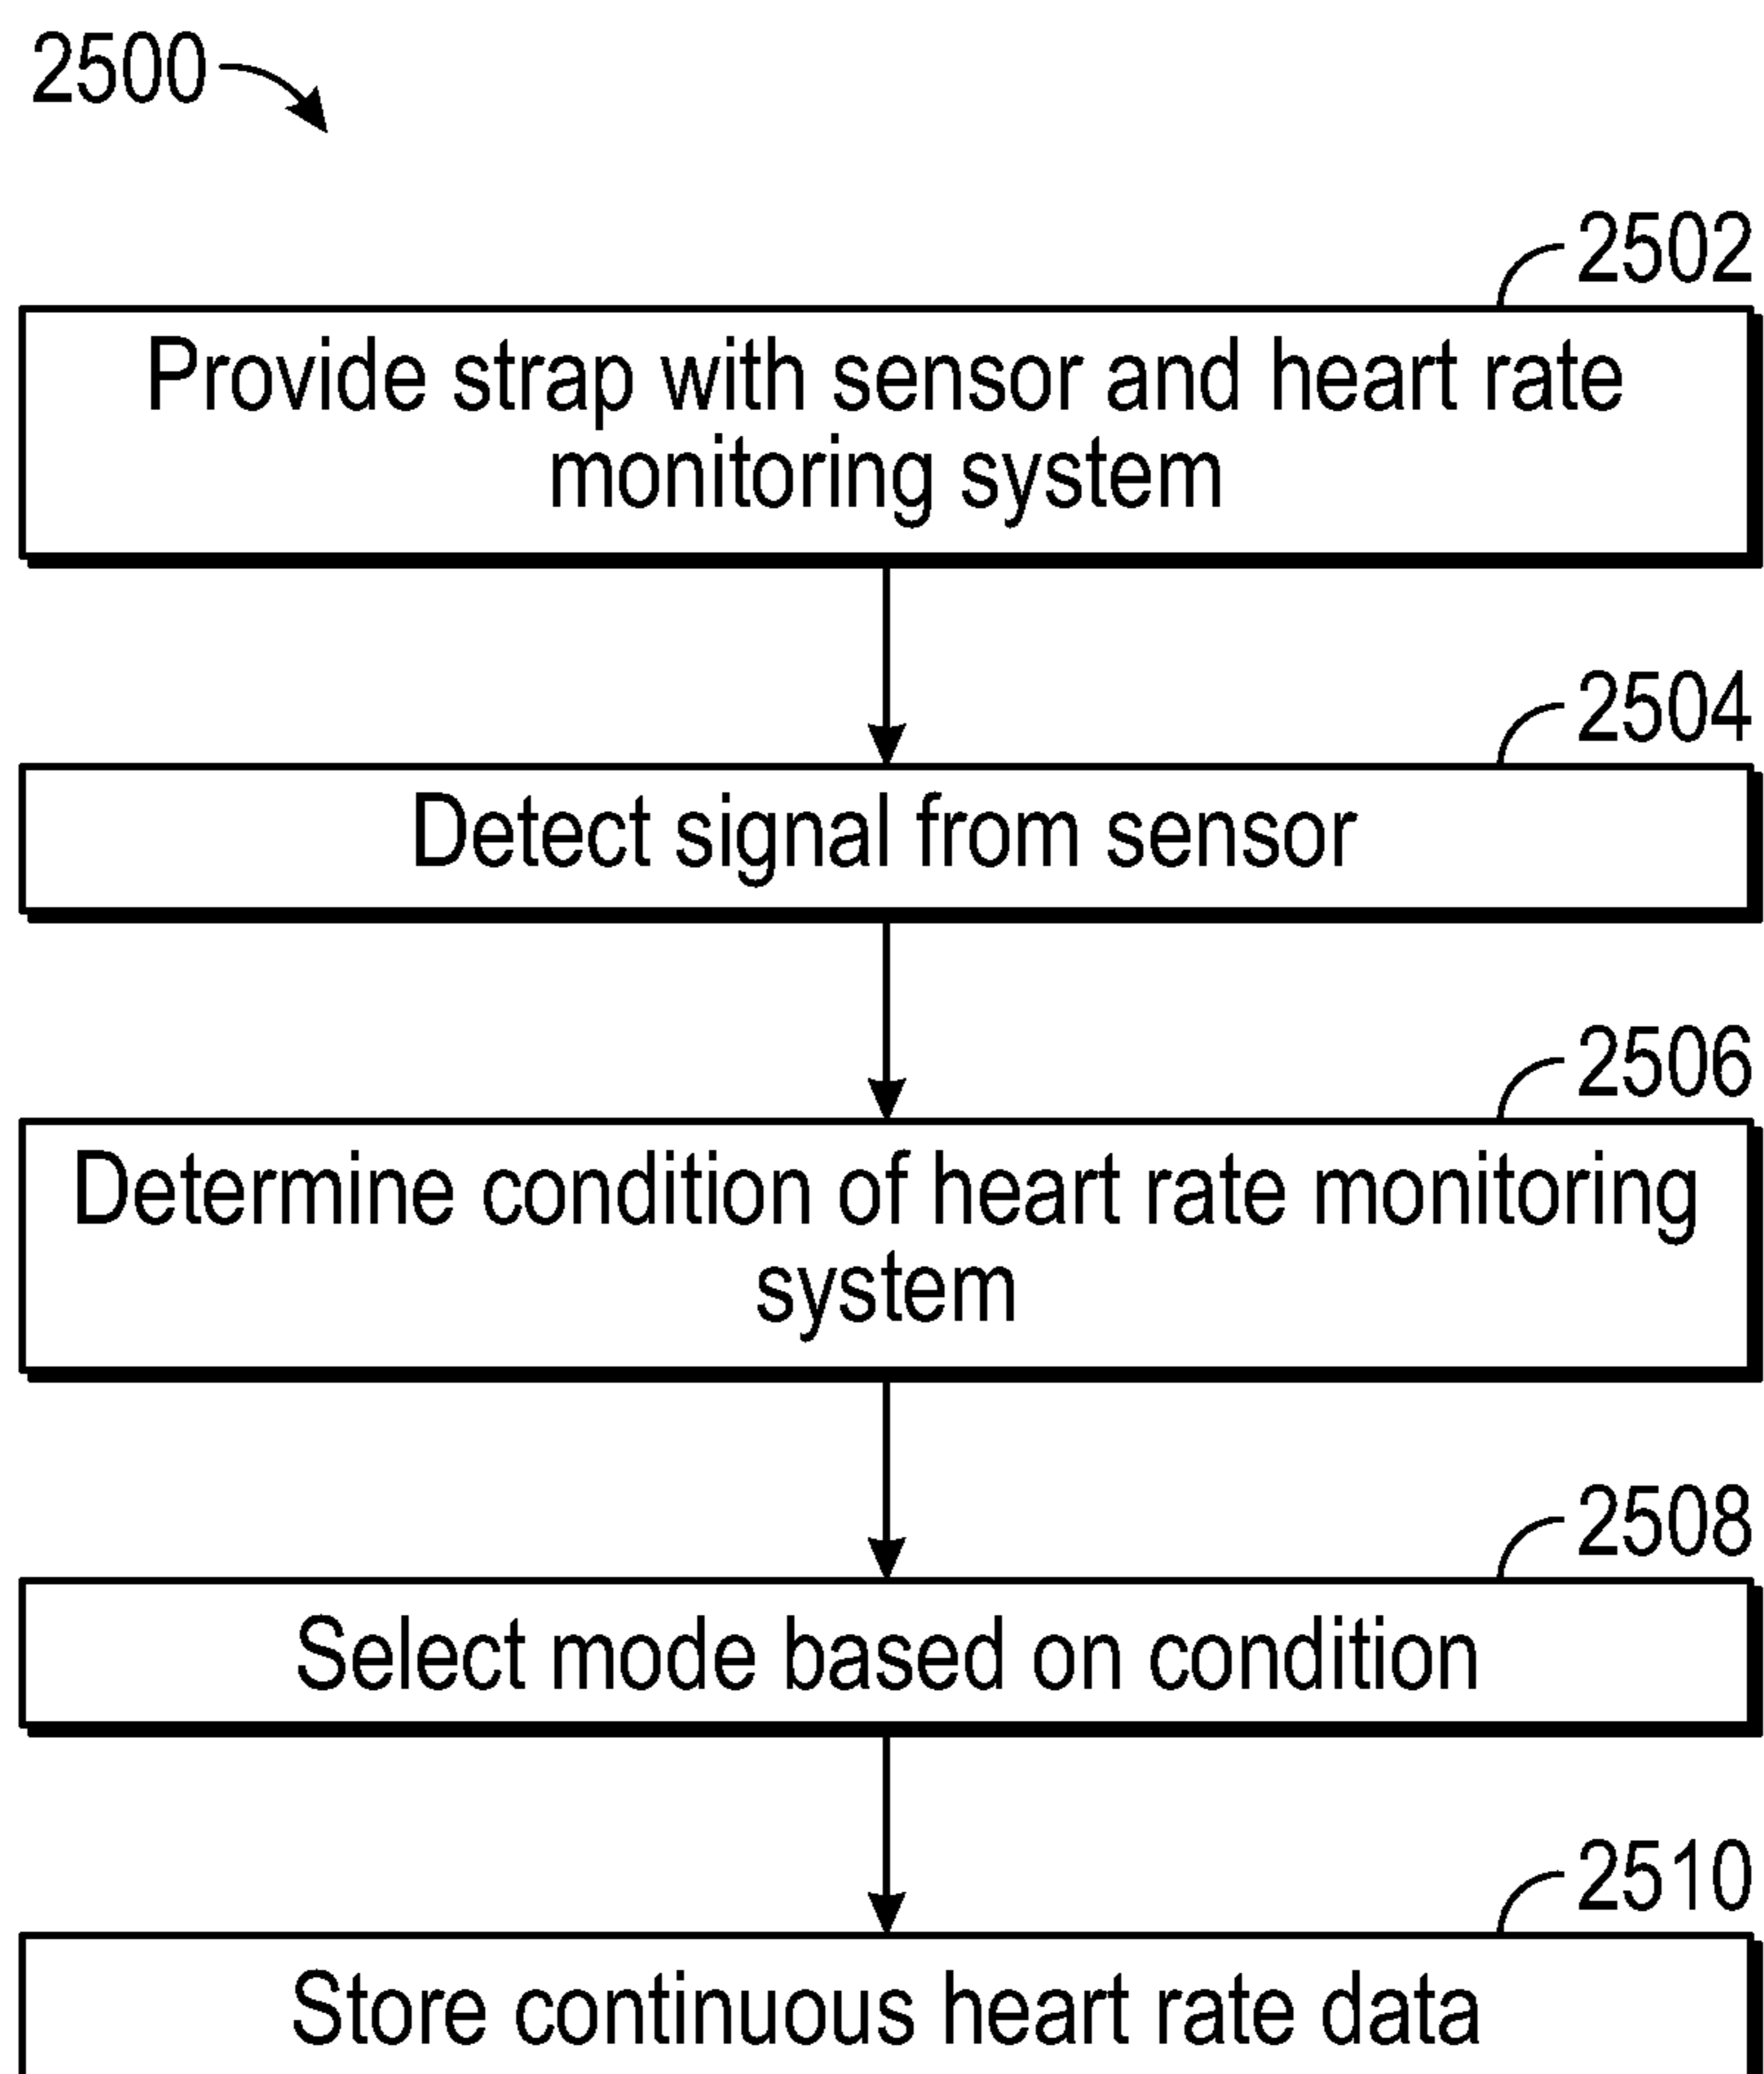 2500
2502
Provide strap with sensor and heart rate
monitoring system
2504
Detect signal from sensor
2506
Determine condition of heart rate monitoring
system
2508
Select mode based on condition
2510
Store continuous heart rate data